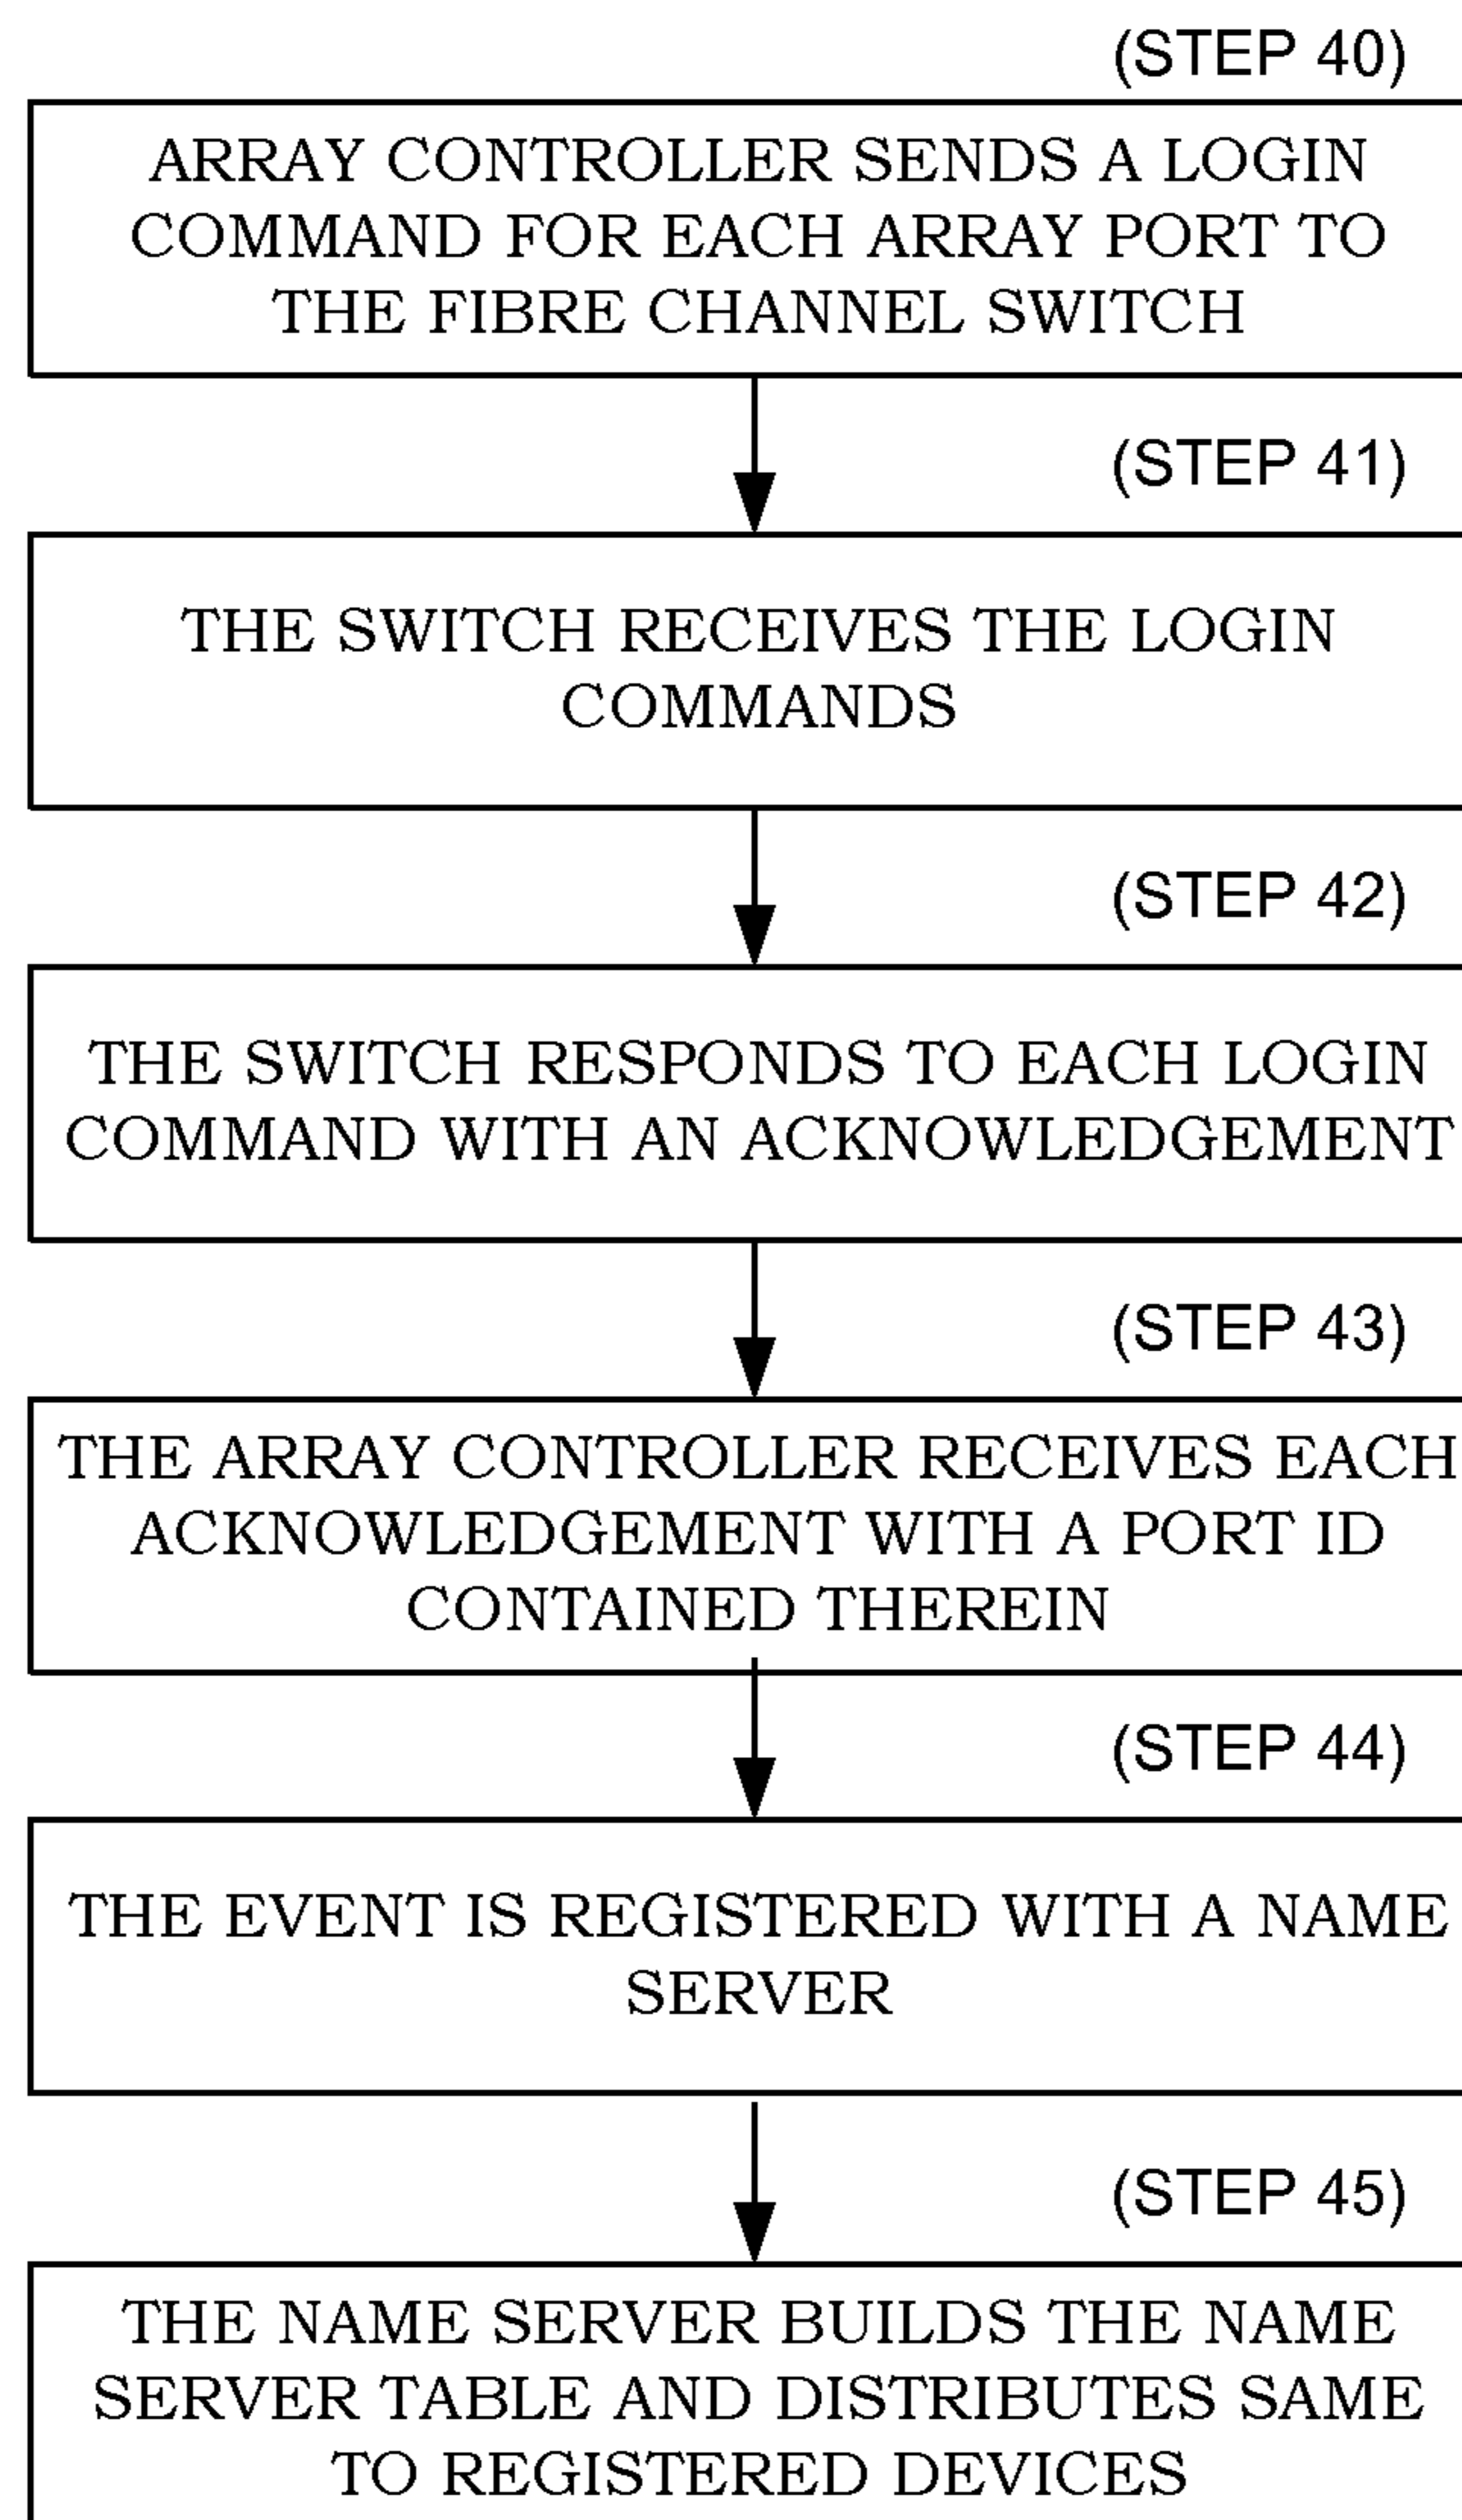 (STEP 40)
ARRAY CONTROLLER SENDS A LOGIN
COMMAND FOR EACH ARRAY PORT TO
THE FIBRE CHANNEL SWITCH
(STEP 41)
THE SWITCH RECEIVES THE LOGIN
COMMANDS
(STEP 42)
THE SWITCH RESPONDS TO EACH LOGIN
COMMAND WITH AN ACKNOWLEDGEMENT
(STEP 43)
THE ARRAY CONTROLLER RECEIVES EACH
ACKNOWLEDGEMENT WITH A PORT ID
CONTAINED THEREIN
(STEP 44)
THE EVENT IS REGISTERED WITH A NAME
SERVER
(STEP 45)
THE NAME SERVER BUILDS THE NAME
SERVER TABLE AND DISTRIBUTES SAME
TO REGISTERED DEVICES